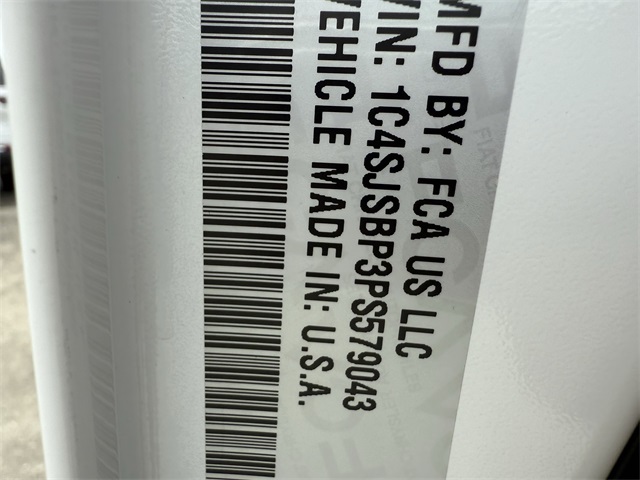 MFD BY: FCA US LLC
VIN: 1C4SJSBP3PS579043
VEHICLE MADE IN: U.S.A.